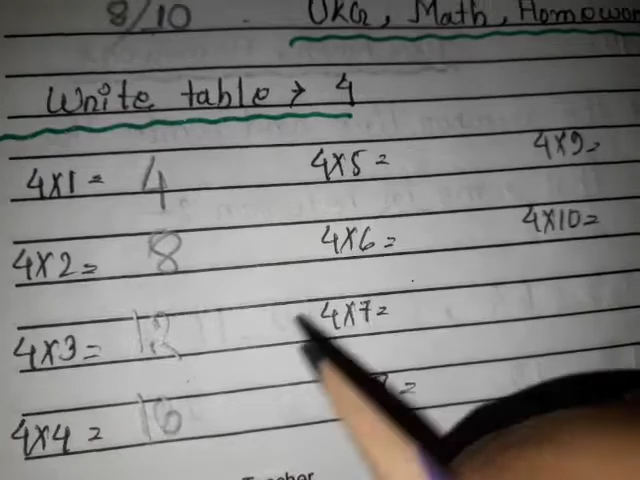 8/10 UKG, Math, Homewor
Write table > 4
4x1= 4 4x5= 4x9=
4x2= 8 4x6= 4x10=
4x3= 12 4x7=
4x4= 16 =